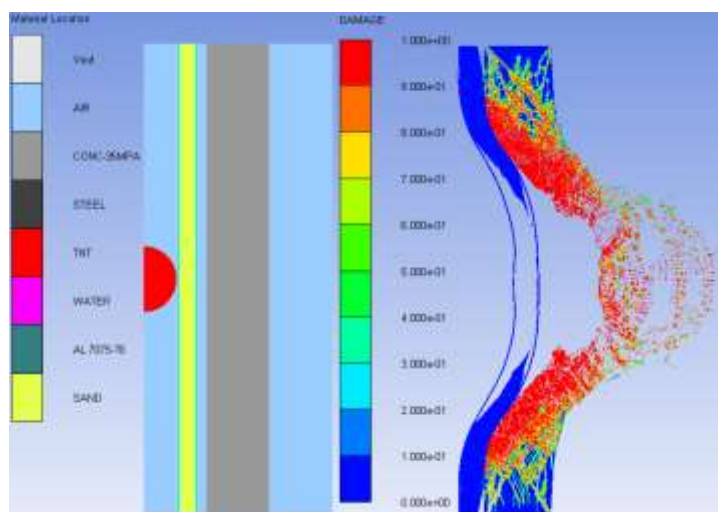 Material Location
Void
AIR
CONC-35MPA
STEEL
TNT
WATER
AL 7075-T6
SAND
DAMAGE
1.000e+00
9.000e-01
8.000e-01
7.000e-01
6.000e-01
5.000e-01
4.000e-01
3.000e-01
2.000e-01
1.000e-01
0.000e+00